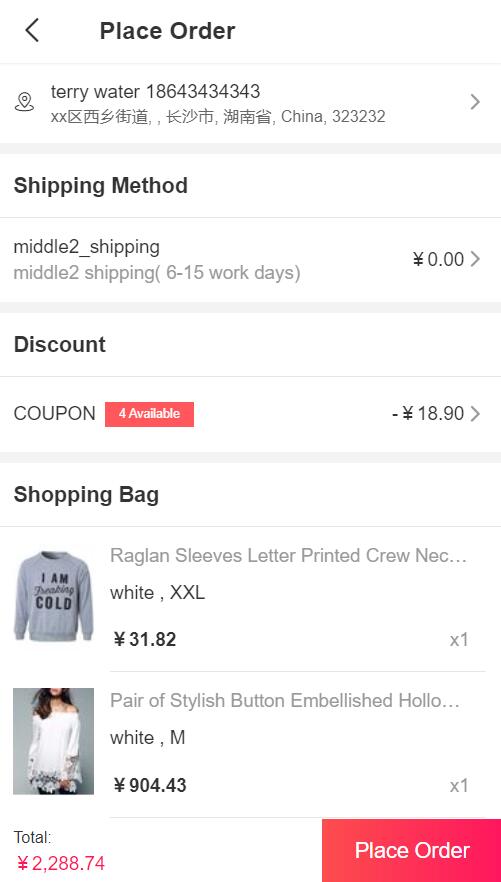 Place Order
terry water 18643434343
xx区西乡街道, , 长沙市, 湖南省, China, 323232
Shipping Method
middle2_shipping
¥ 0.00
middle2 shipping( 6-15 work days)
Discount
COUPON 4 Available - ¥ 18.90
Shopping Bag
Raglan Sleeves Letter Printed Crew Nec...
I AM
Freaking
COLD
white , XXL
¥ 31.82 x1
Pair of Stylish Button Embellished Hollo...
white , M
¥ 904.43 x1
Total:
¥ 2,288.74
Place Order